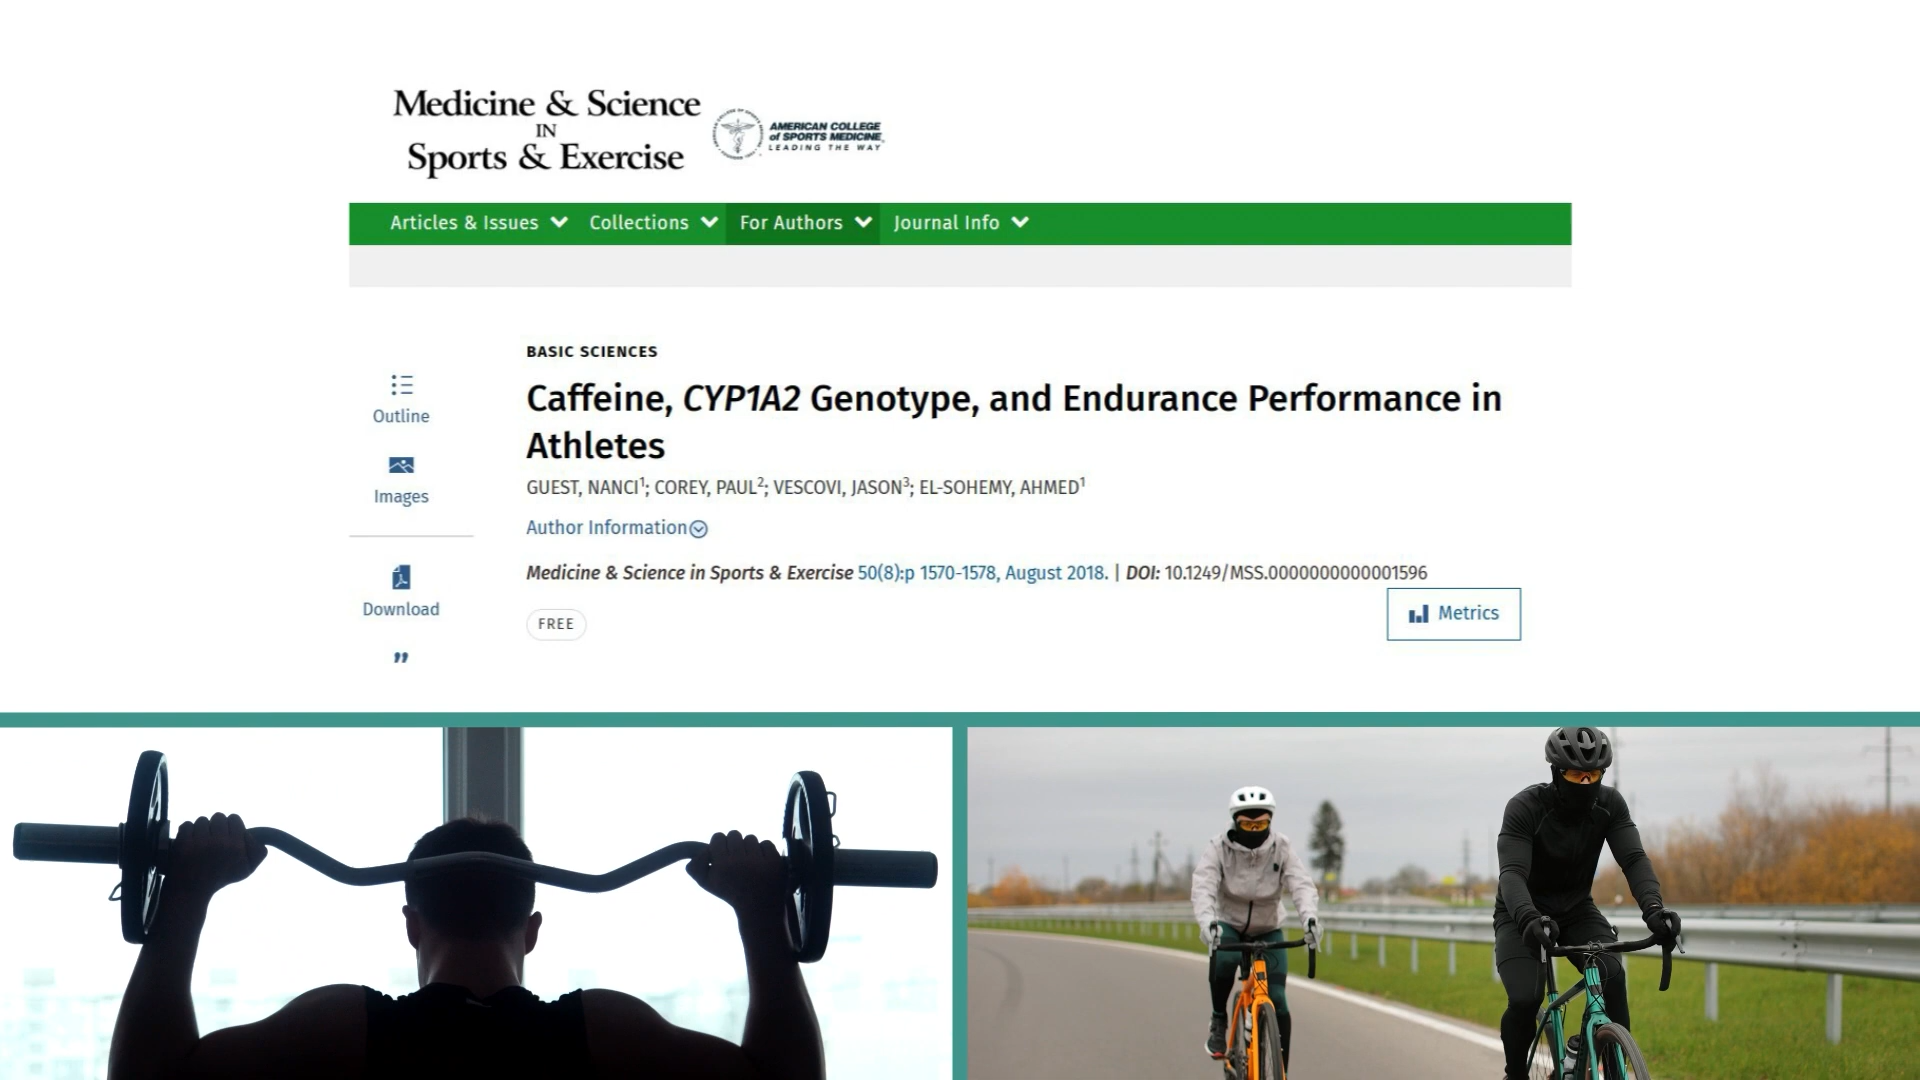 Medicine & Science
IN
Sports & Exercise
AMERICAN COLLEGE
of SPORTS MEDICINE
LEADING THE WAY
Articles & Issues Collections For Authors Journal Info
BASIC SCIENCES
Caffeine, CYP1A2 Genotype, and Endurance Performance in
Athletes
GUEST, NANCI1; COREY, PAUL2; VESCOVI, JASON3; EL-SOHEMY, AHMED1
Author Information
Medicine & Science in Sports & Exercise 50(8):p 1570-1578, August 2018. | DOI: 10.1249/MSS.0000000000001596
FREE
Metrics
Outline
Images
Download
"